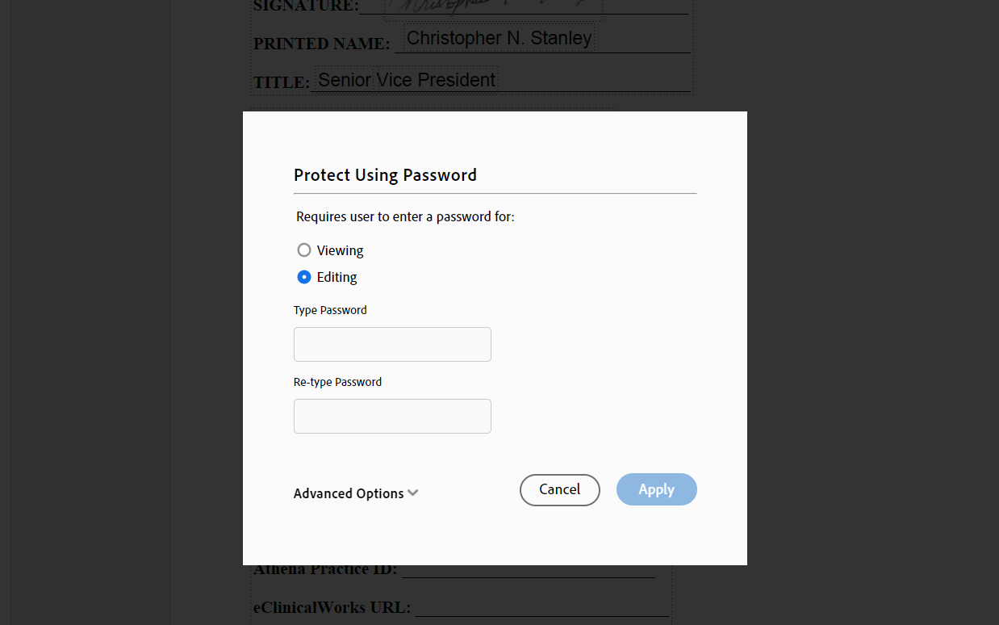 SIGNATURE:
PRINTED NAME: Christopher N. Stanley
TITLE: Senior Vice President
Protect Using Password
Requires user to enter a password for:
Viewing
Editing
Type Password
Re-type Password
Advanced Options
Cancel
Apply
Athena Practice ID:
eClinicalWorks URL: